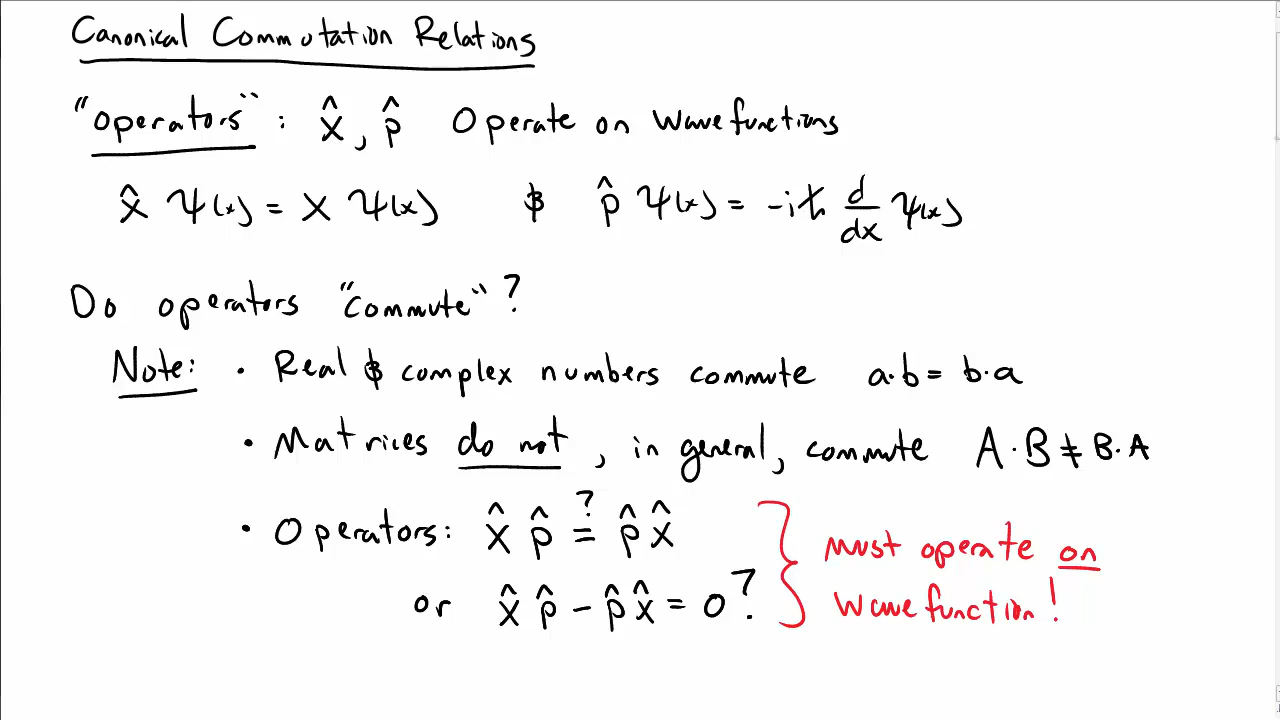 Canonical Commutation Relations
"operators" : x̂, p̂ Operate on wavefunctions
x̂ Ψ(x) = x Ψ(x) & p̂ Ψ(x) = -iħ d/dx Ψ(x)
Do operators "commute"?
Note: • Real & complex numbers commute a·b = b·a
• Matrices do not, in general, commute A·B ≠ B·A
• Operators: x̂ p̂ ≟ p̂ x̂
or x̂ p̂ - p̂ x̂ = 0?
must operate on
wavefunction!